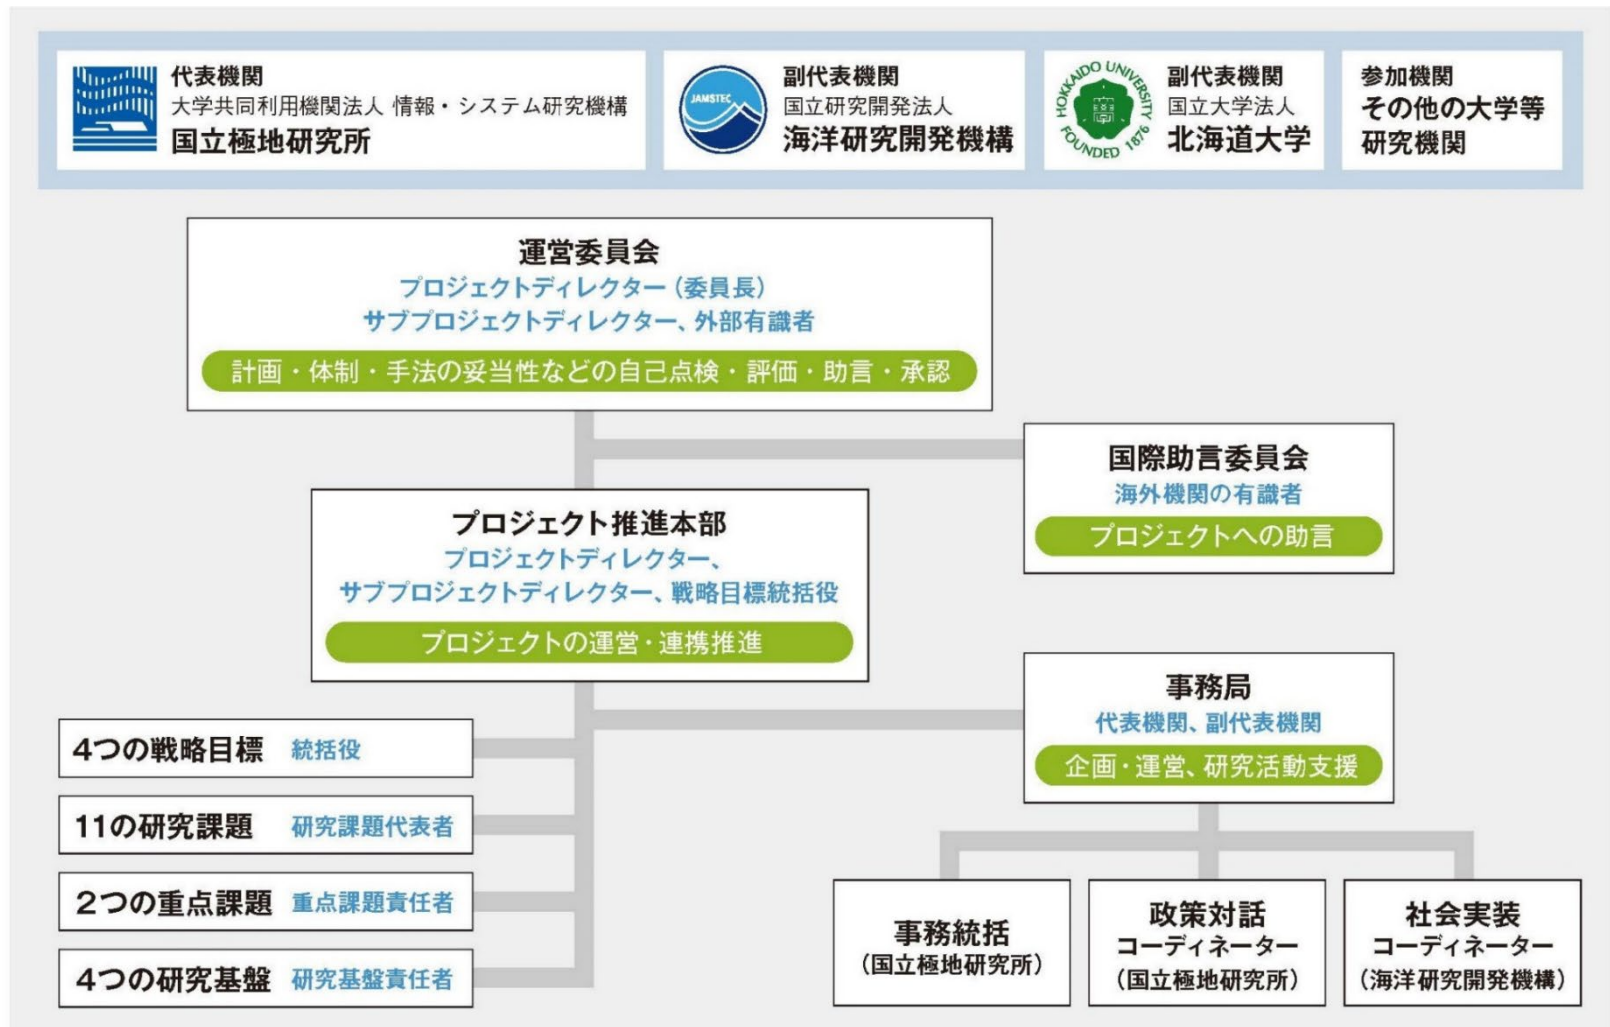 代表機関
大学共同利用機関法人 情報・システム研究機構
国立極地研究所
JAMSTEC
副代表機関
国立研究開発法人
海洋研究開発機構
HOKKAIDO UNIVERSITY
FOUNDED 1876
副代表機関
国立大学法人
北海道大学
参加機関
その他の大学等
研究機関
運営委員会
プロジェクトディレクター(委員長)
サブプロジェクトディレクター、外部有識者
計画・体制・手法の妥当性などの自己点検・評価・助言・承認
国際助言委員会
海外機関の有識者
プロジェクトへの助言
プロジェクト推進本部
プロジェクトディレクター、
サブプロジェクトディレクター、戦略目標統括役
プロジェクトの運営・連携推進
事務局
代表機関、副代表機関
企画・運営、研究活動支援
4つの戦略目標 統括役
11の研究課題 研究課題代表者
2つの重点課題 重点課題責任者
4つの研究基盤 研究基盤責任者
事務統括
(国立極地研究所)
政策対話
コーディネーター
(国立極地研究所)
社会実装
コーディネーター
(海洋研究開発機構)